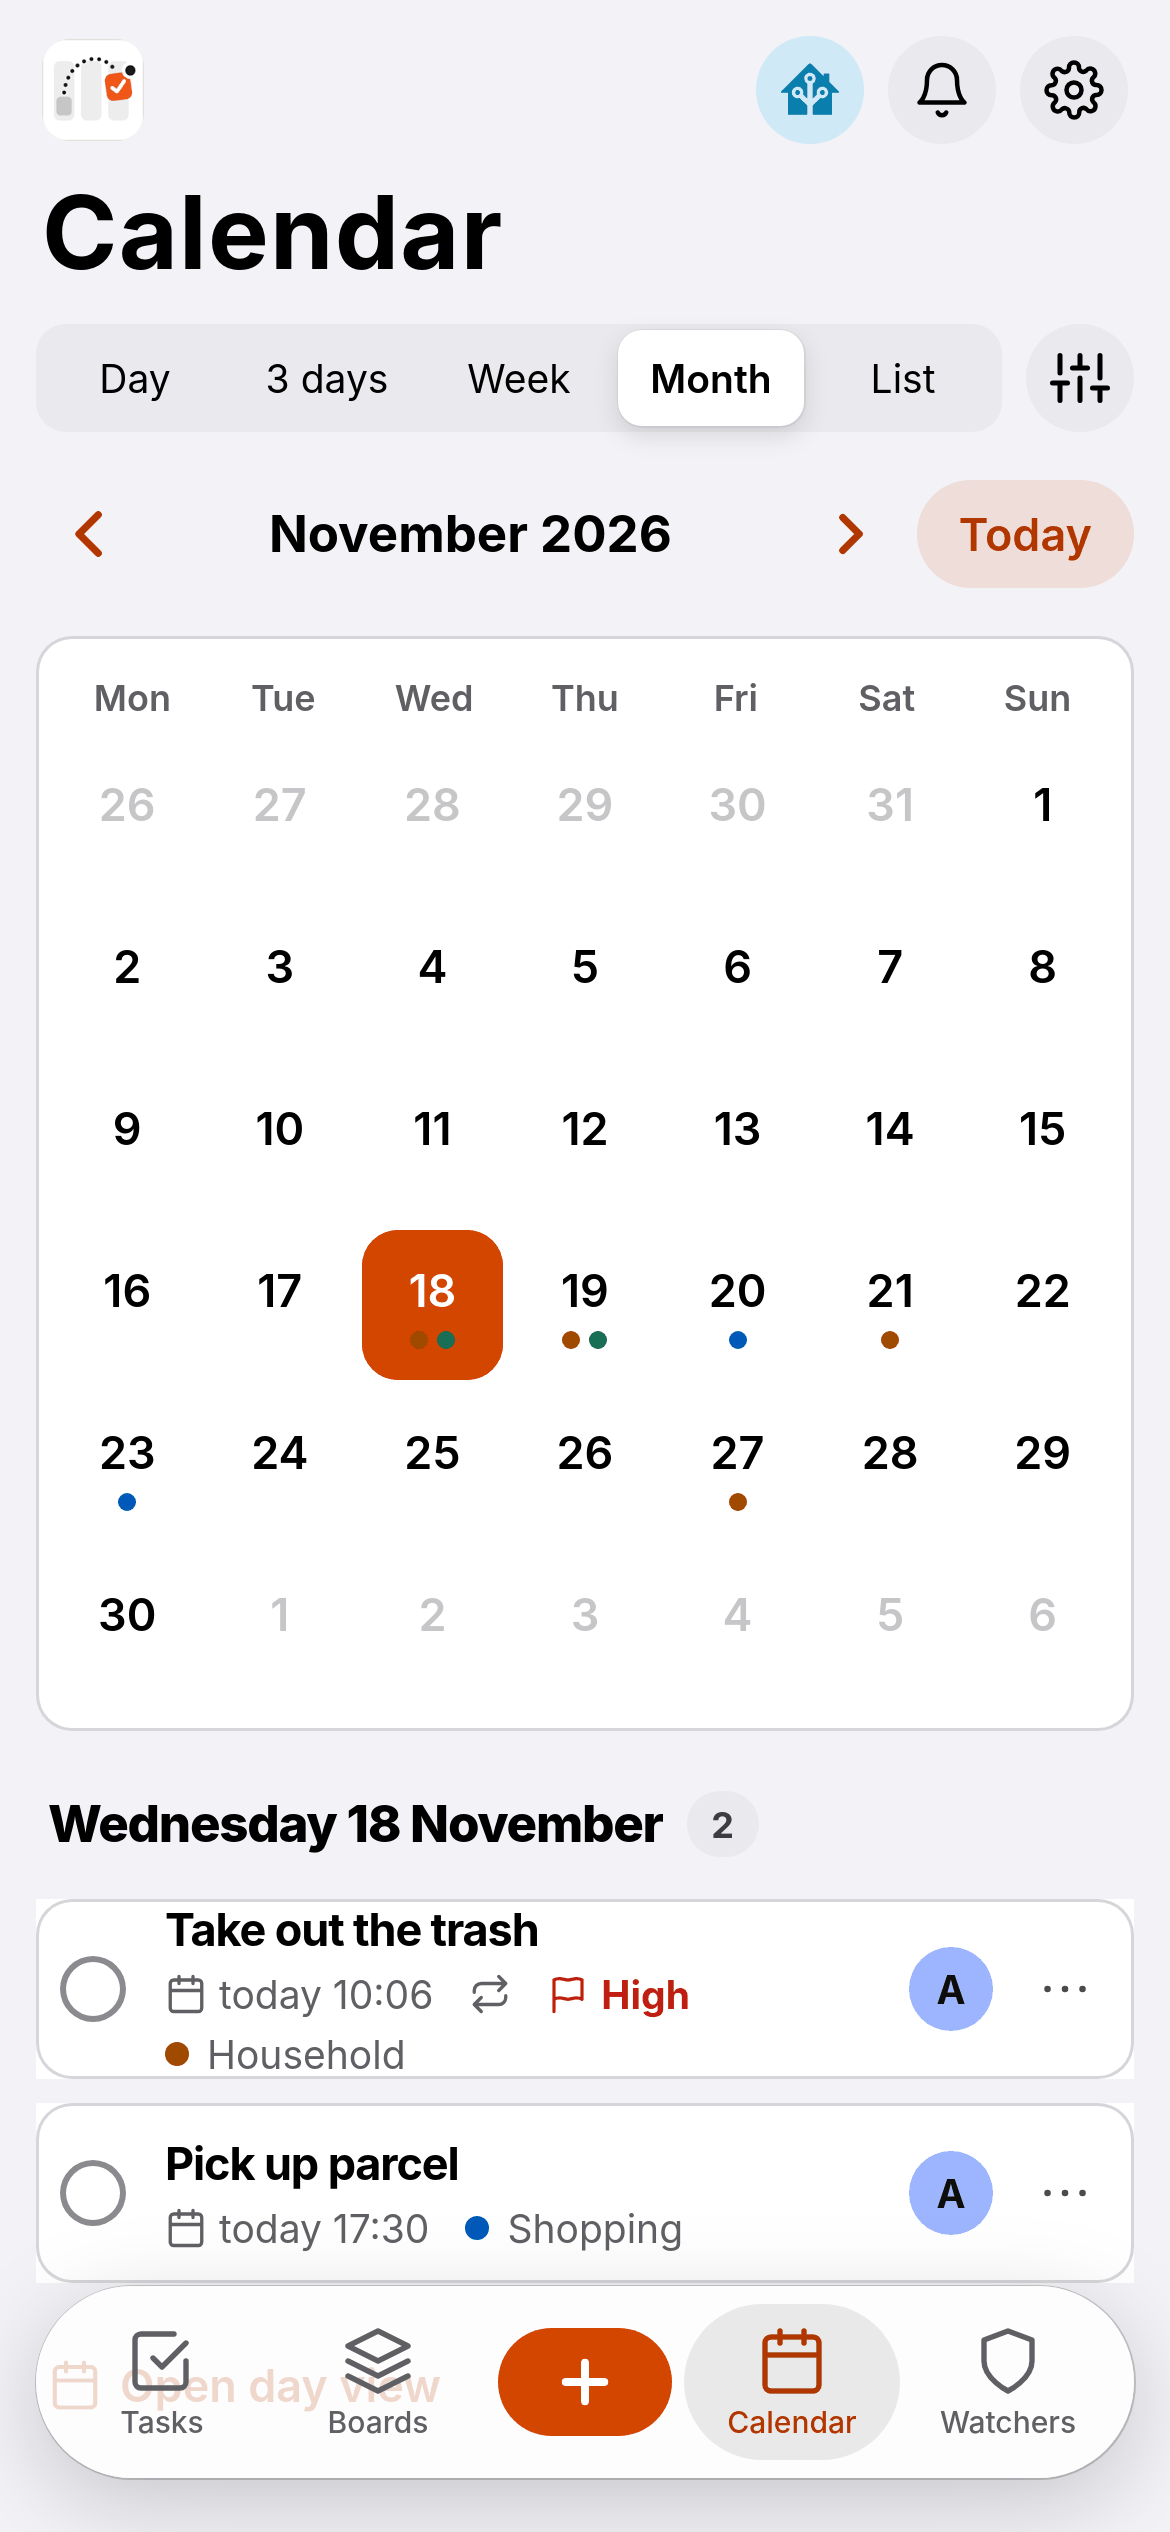 Calendar
Day 3 days Week Month List
November 2026 Today
Mon Tue Wed Thu Fri Sat Sun
26 27 28 29 30 31 1
2 3 4 5 6 7 8
9 10 11 12 13 14 15
16 17 18 19 20 21 22
23 24 25 26 27 28 29
30 1 2 3 4 5 6
Wednesday 18 November 2
Take out the trash
today 10:06 High
Household
A
Pick up parcel
today 17:30 Shopping
A
Open day view
Tasks Boards Calendar Watchers